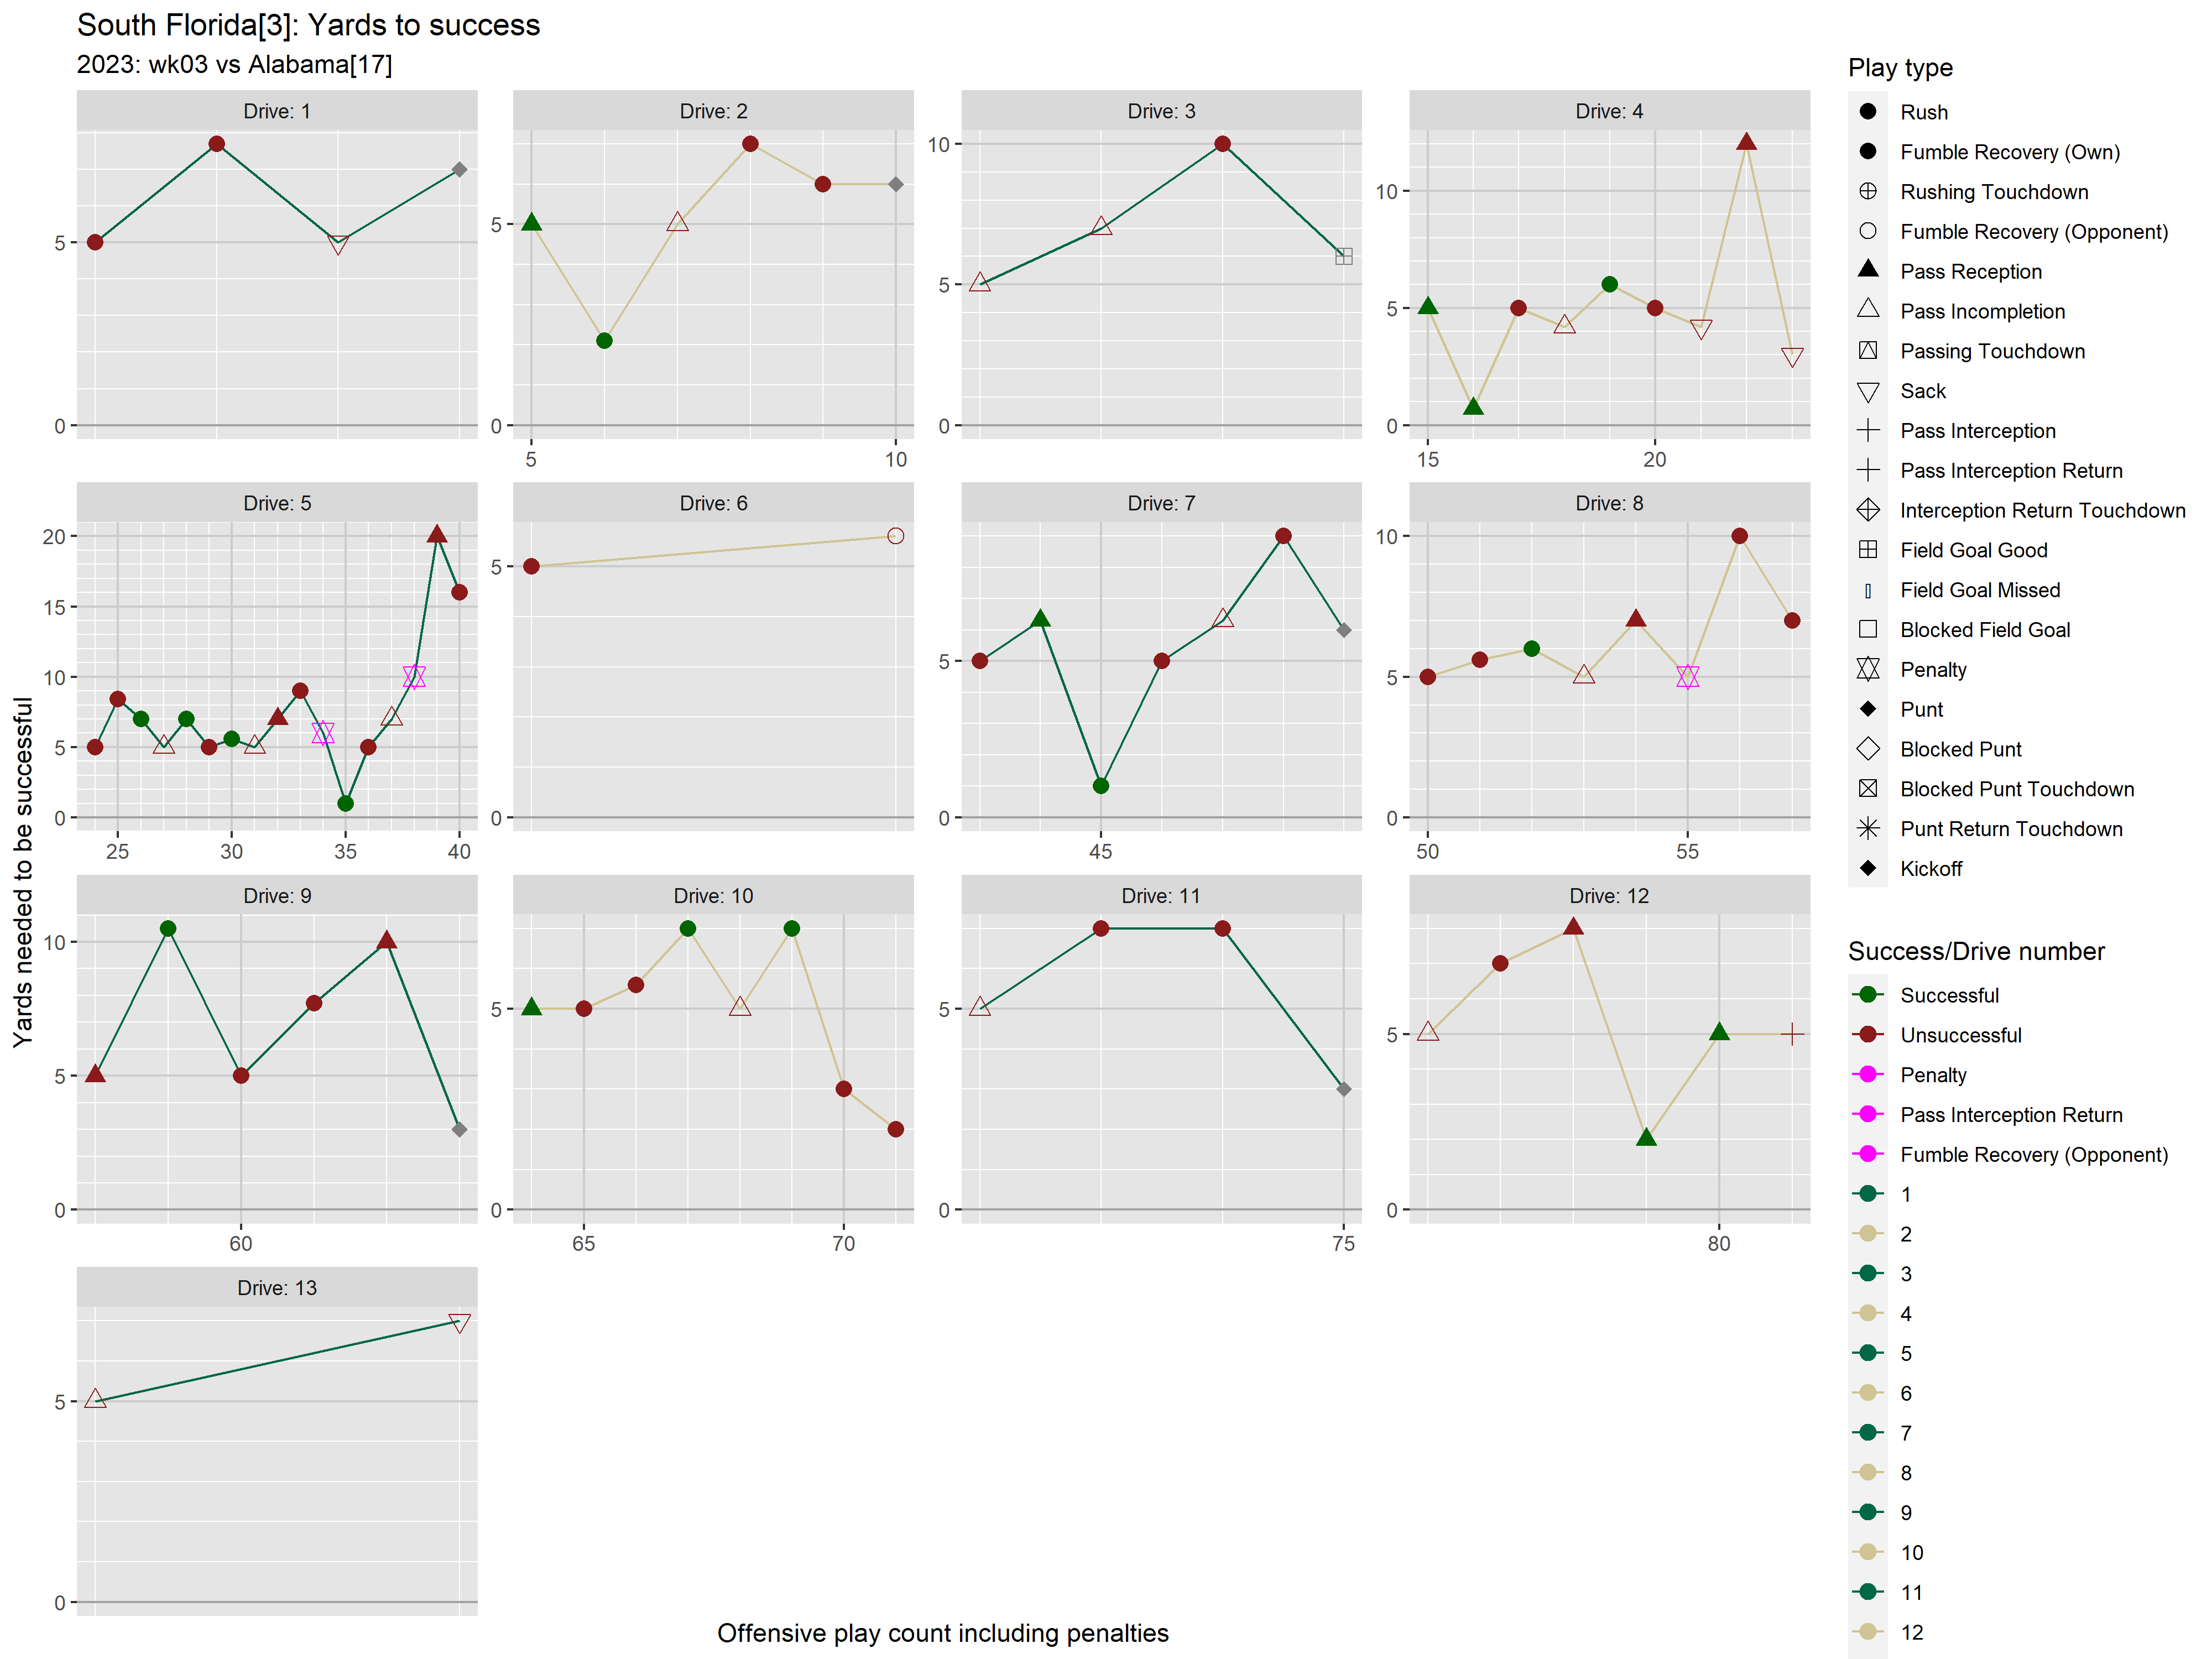 South Florida[3]: Yards to success
2023: wk03 vs Alabama[17]
Drive: 1
Drive: 2
Drive: 3
Drive: 4
5
0
5
0
5
10
10
5
0
10
5
0
15
20
Drive: 5
Drive: 6
Drive: 7
Drive: 8
20
15
10
5
0
25
30
35
40
5
0
5
0
45
10
5
0
50
55
Drive: 9
Drive: 10
Drive: 11
Drive: 12
10
5
0
60
5
0
65
70
5
0
75
5
0
80
Drive: 13
5
0
Yards needed to be successful
Offensive play count including penalties
Play type
Rush
Fumble Recovery (Own)
Rushing Touchdown
Fumble Recovery (Opponent)
Pass Reception
Pass Incompletion
Passing Touchdown
Sack
Pass Interception
Pass Interception Return
Interception Return Touchdown
Field Goal Good
Field Goal Missed
Blocked Field Goal
Penalty
Punt
Blocked Punt
Blocked Punt Touchdown
Punt Return Touchdown
Kickoff
Success/Drive number
Successful
Unsuccessful
Penalty
Pass Interception Return
Fumble Recovery (Opponent)
1
2
3
4
5
6
7
8
9
10
11
12